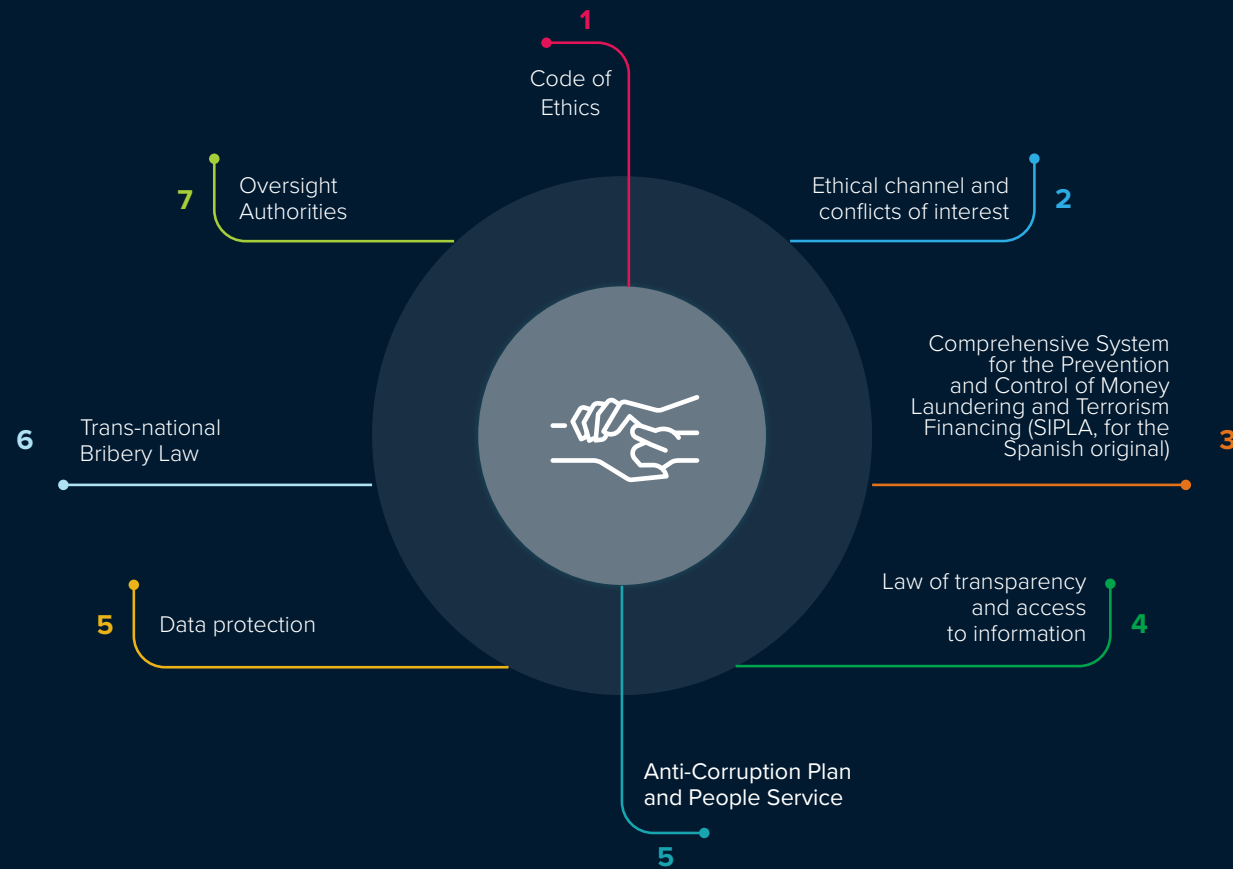 1
Code of
Ethics
Ethical channel and
conflicts of interest
2
Comprehensive System
for the Prevention
and Control of Money
Laundering and Terrorism
Financing (SIPLA, for the
Spanish original)
3
Law of transparency
and access
to information
4
Anti-Corruption Plan
and People Service
5
5
Data protection
6
Trans-national
Bribery Law
7
Oversight
Authorities